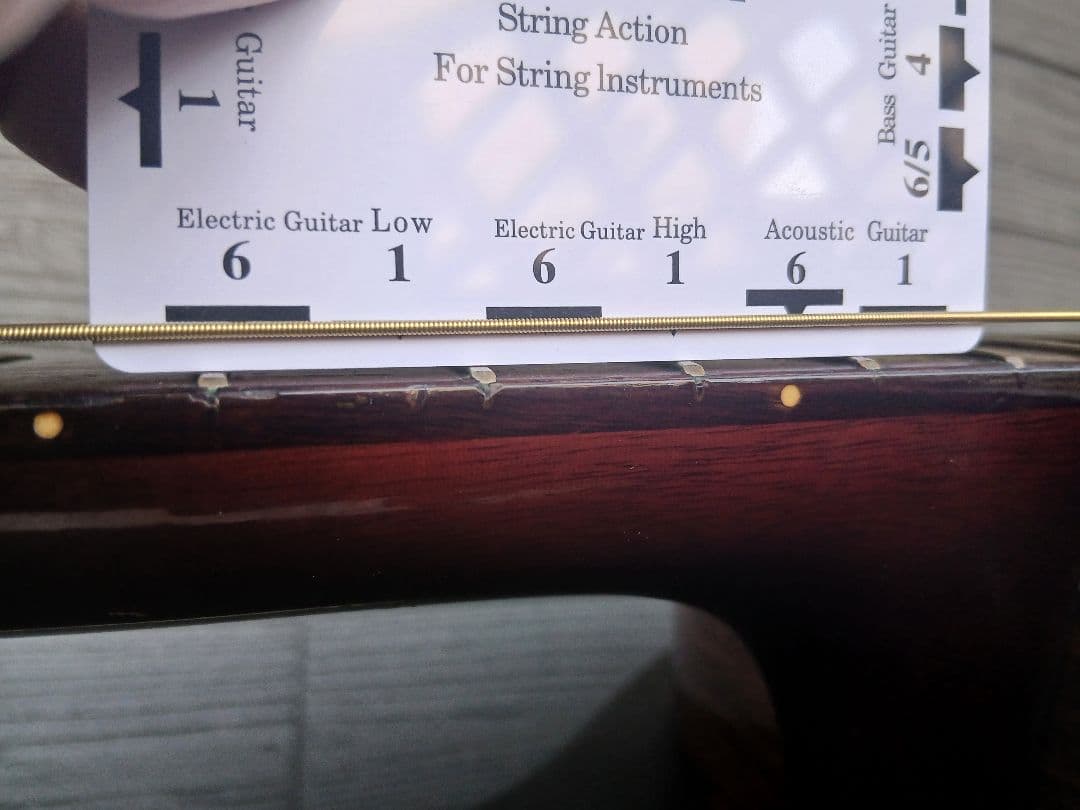 String Action
For String Instruments
Guitar
1
Bass Guitar
4
6/5
Electric Guitar Low
6 1
Electric Guitar High
6 1
Acoustic Guitar
6 1